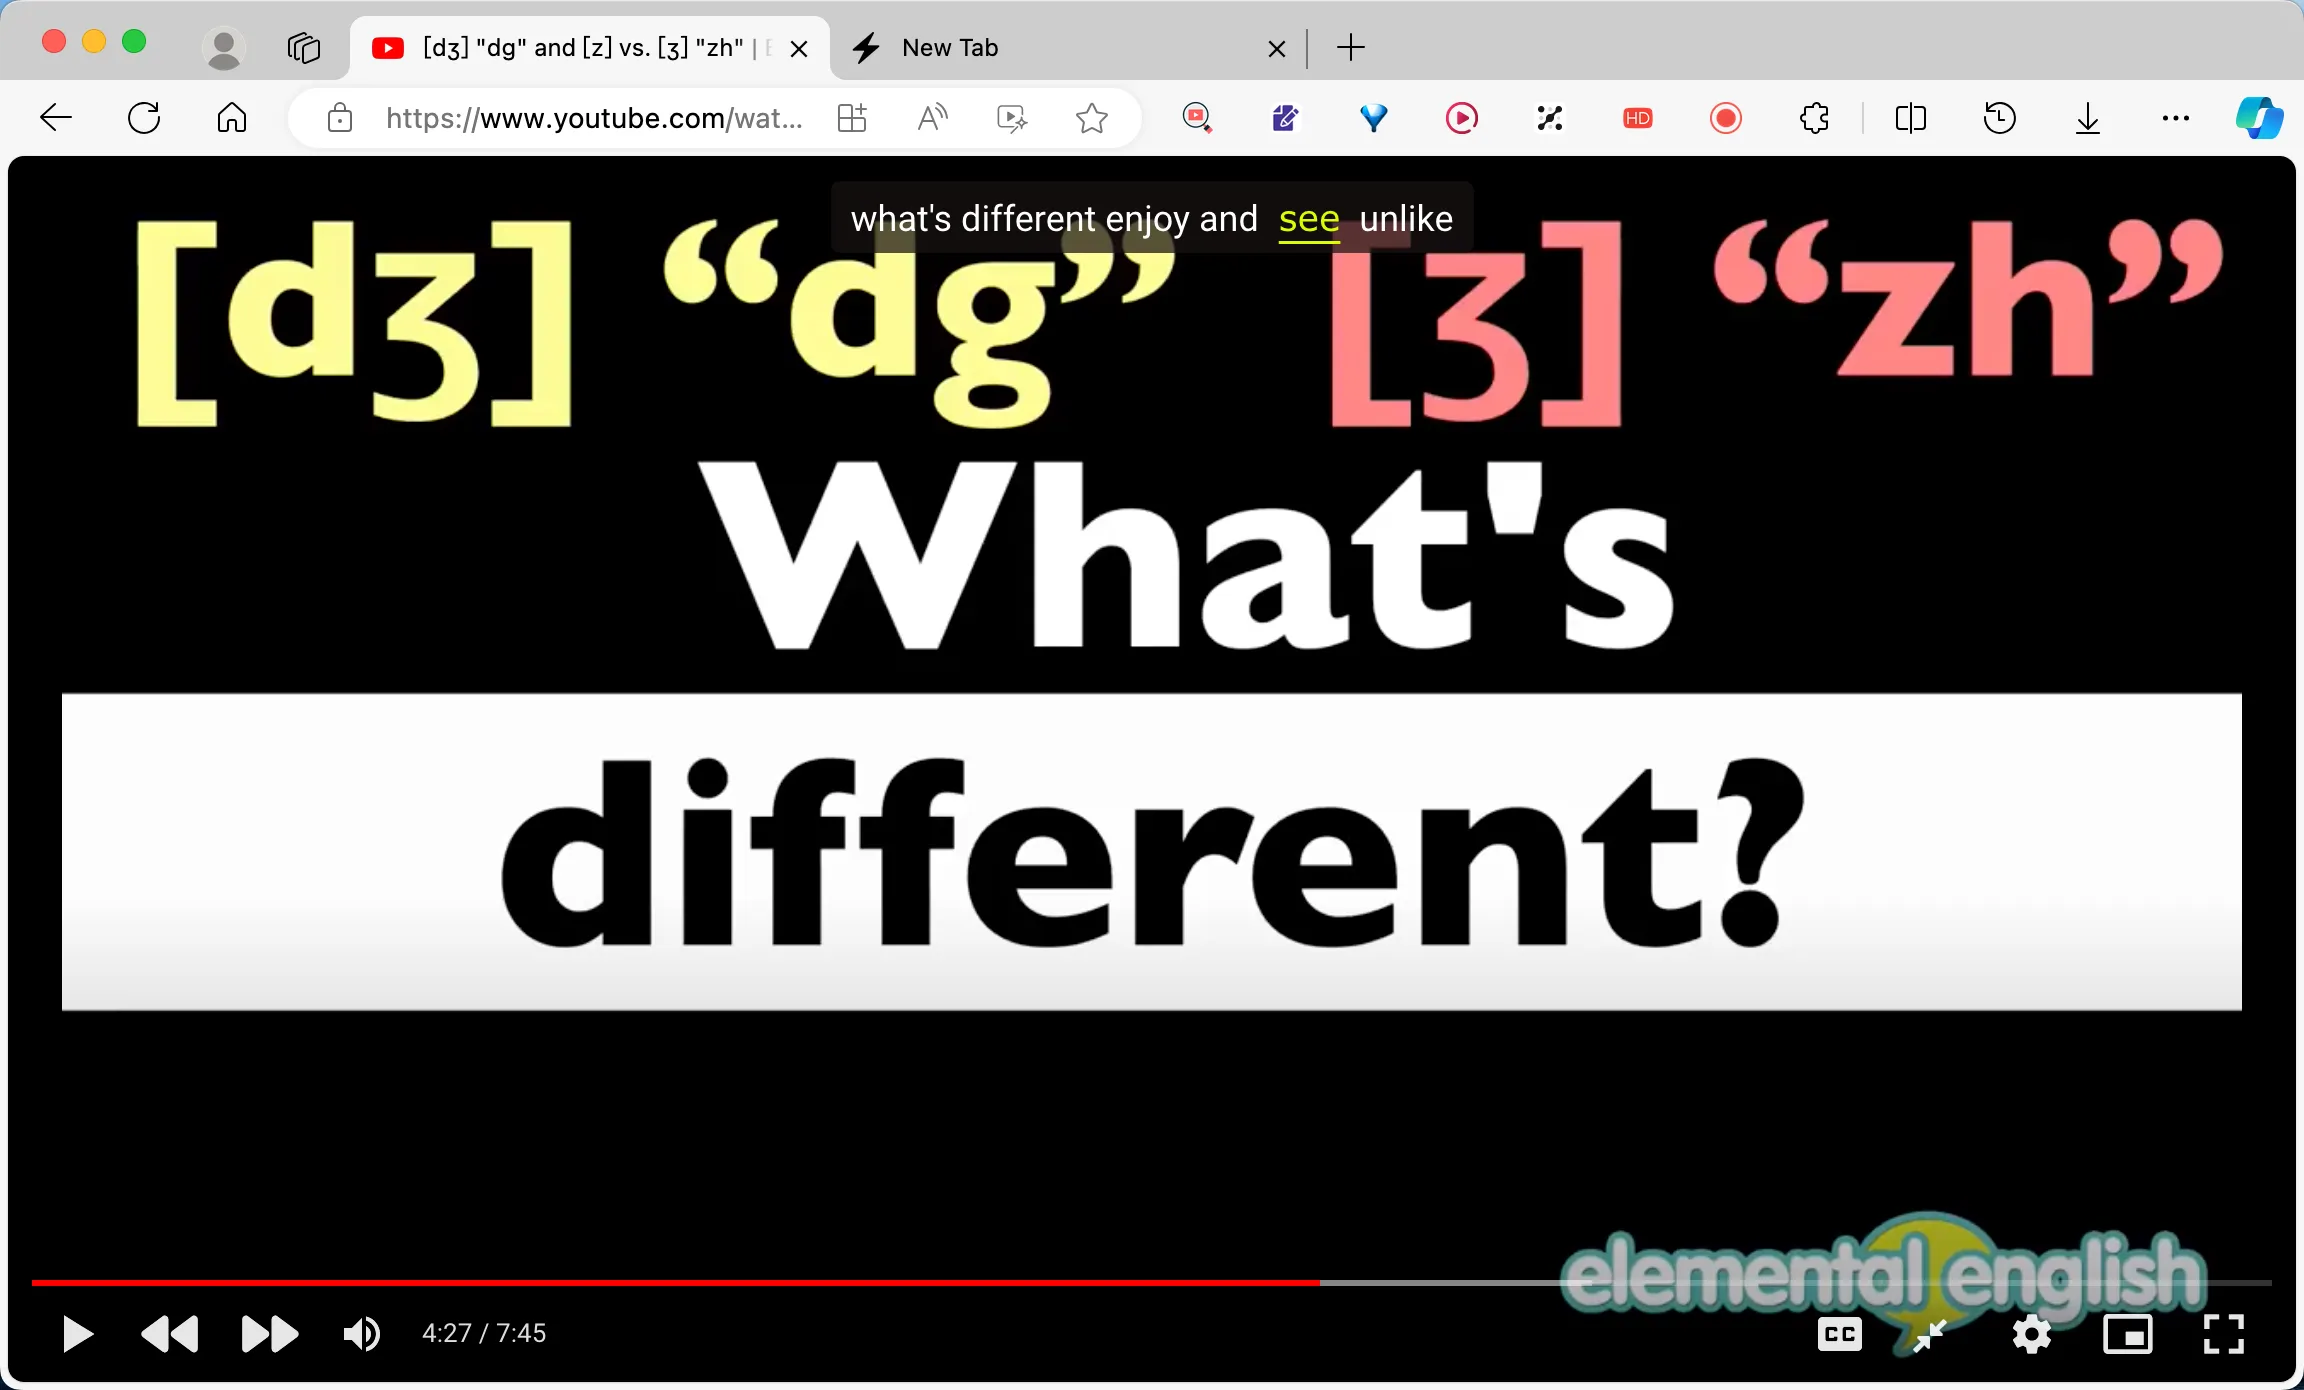 [dʒ] "dg" and [z] vs. [ʒ] "zh" |
New Tab
https://www.youtube.com/wat...
HD
what's different enjoy and see unlike
[dʒ] “dg” [ʒ] “zh”
What's
different?
elemental english
4:27 / 7:45
CC